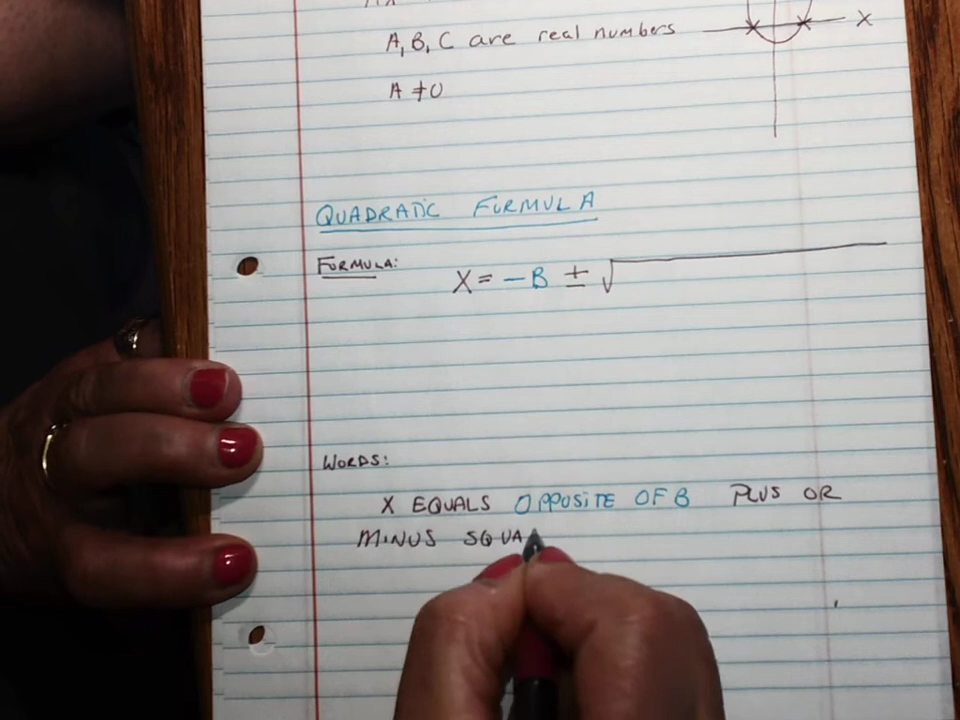 A, B, C are real numbers
X
A ≠ 0
QUADRATIC FORMULA
FORMULA:
X = -B ± √
WORDS:
X EQUALS OPPOSITE OF B PLUS OR
MINUS SQUA